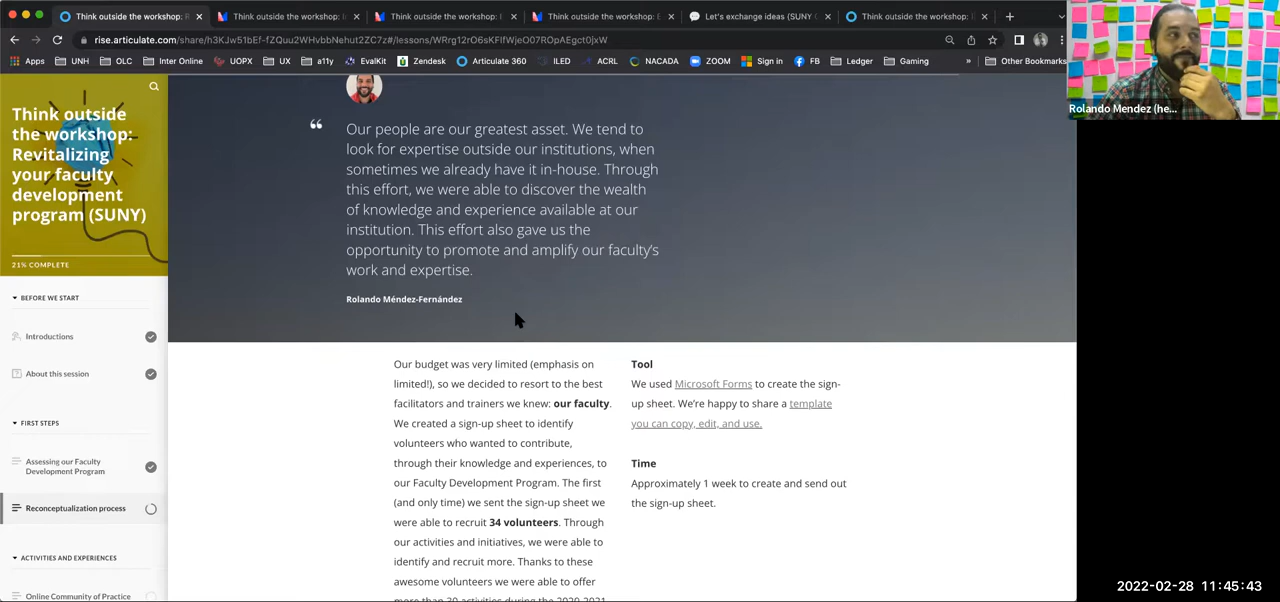 Think outside the workshop: R
Think outside the workshop: I
Think outside the workshop:
Think outside the workshop: E
Let's exchange ideas (SUNY
Think outside the workshop:
rise.articulate.com/share/h3KJw51bEf-fZQuu2WHvbbNehut2ZC7z#/lessons/WRrg12rO6sKFIfWjeO07ROpAEgct0jxW
Apps UNH OLC Inter Online UOPX UX a11y EvalKit Zendesk Articulate 360 ILED ACRL NACADA ZOOM Sign in FB Ledger Gaming » Other Bookmarks
Rolando Mendez (he...
Think outside
the workshop:
Revitalizing
your faculty
development
program (SUNY)
21% COMPLETE
BEFORE WE START
Introductions
About this session
FIRST STEPS
Assessing our Faculty
Development Program
Reconceptualization process
ACTIVITIES AND EXPERIENCES
Online Community of Practice
“
Our people are our greatest asset. We tend to
look for expertise outside our institutions, when
sometimes we already have it in-house. Through
this effort, we were able to discover the wealth
of knowledge and experience available at our
institution. This effort also gave us the
opportunity to promote and amplify our faculty's
work and expertise.
Rolando Méndez-Fernández
Our budget was very limited (emphasis on
limited!), so we decided to resort to the best
facilitators and trainers we knew: our faculty.
We created a sign-up sheet to identify
volunteers who wanted to contribute,
through their knowledge and experiences, to
our Faculty Development Program. The first
(and only time) we sent the sign-up sheet we
were able to recruit 34 volunteers. Through
our activities and initiatives, we were able to
identify and recruit more. Thanks to these
awesome volunteers we were able to offer
more than 30 activities during the 2020-2021
Tool
We used Microsoft Forms to create the sign-
up sheet. We're happy to share a template
you can copy, edit, and use.
Time
Approximately 1 week to create and send out
the sign-up sheet.
2022-02-28 11:45:43